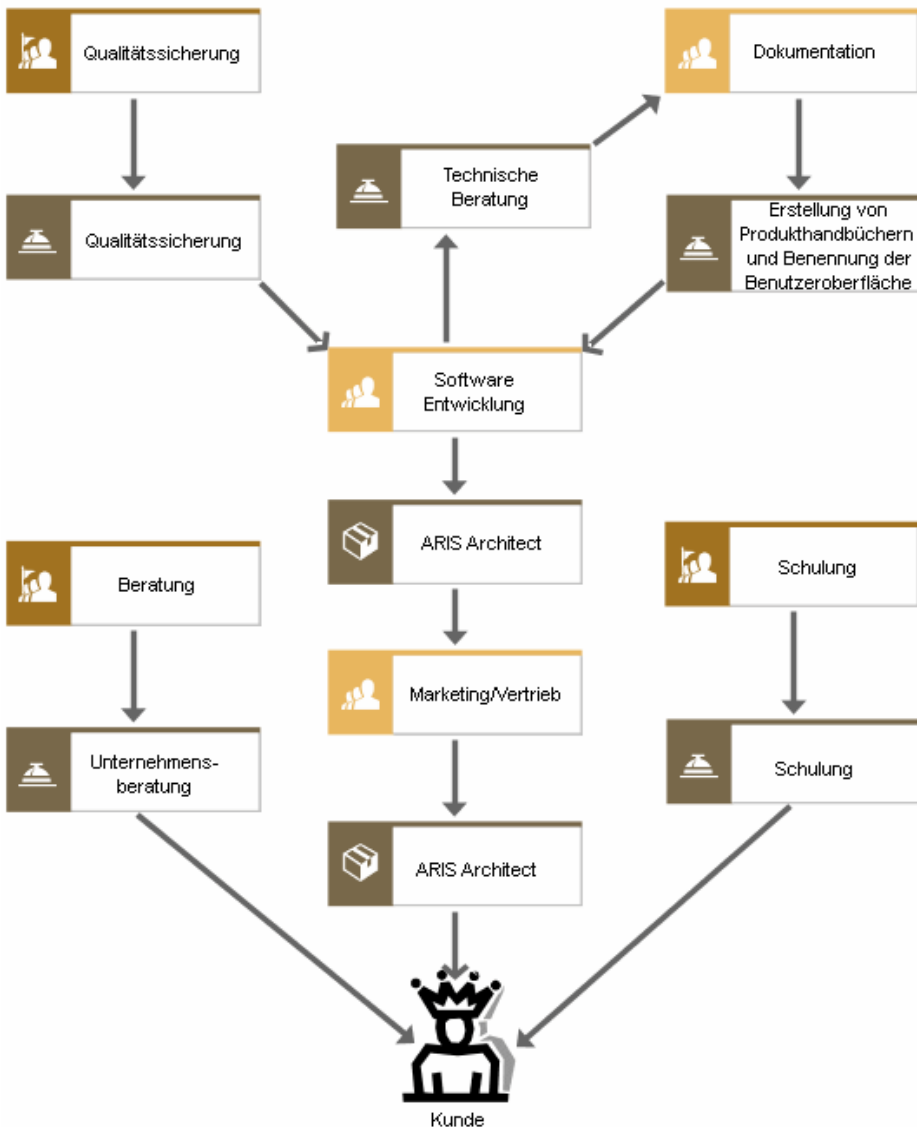 Qualitätssicherung
Dokumentation
Technische
Beratung
Qualitätssicherung
Erstellung von
Produkthandbüchern
und Benennung der
Benutzeroberfläche
Software
Entwicklung
ARIS Architect
Beratung
Schulung
Marketing/Vertrieb
Unternehmens-
beratung
Schulung
ARIS Architect
Kunde